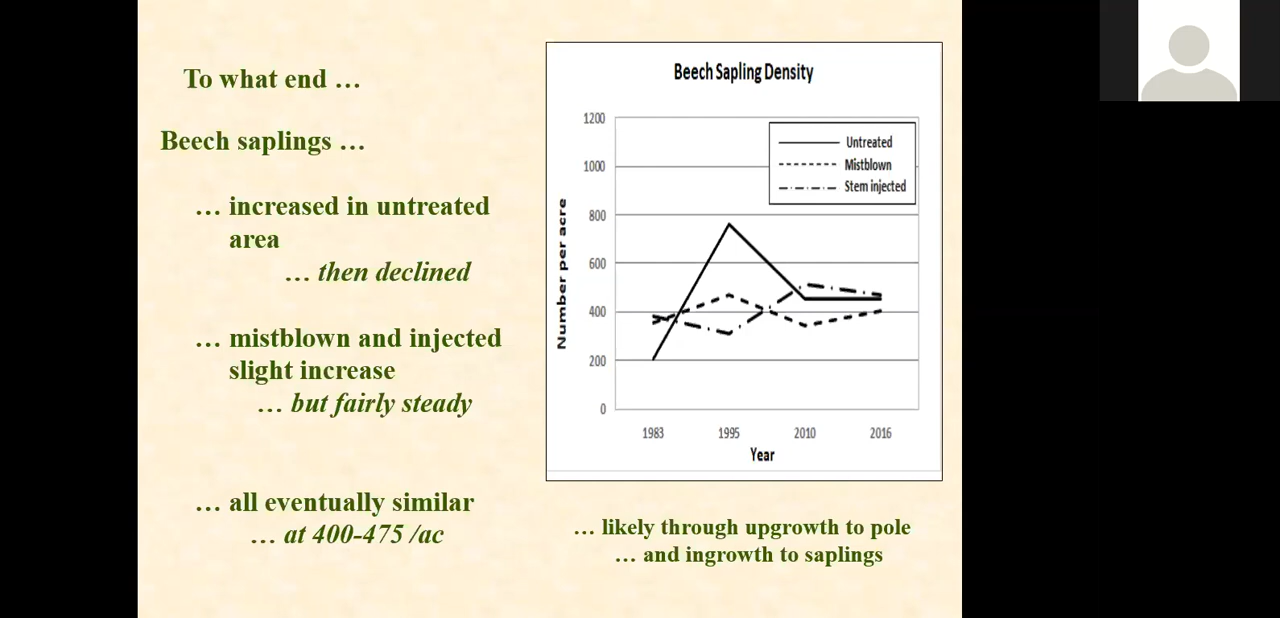 To what end …
Beech saplings …
… increased in untreated
area
… then declined
… mistblown and injected
slight increase
… but fairly steady
… all eventually similar
… at 400-475 /ac
Beech Sapling Density
1200
1000
800
600
400
200
0
Number per acre
Untreated
Mistblown
Stem injected
1983 1995 2010 2016
Year
… likely through upgrowth to pole
… and ingrowth to saplings